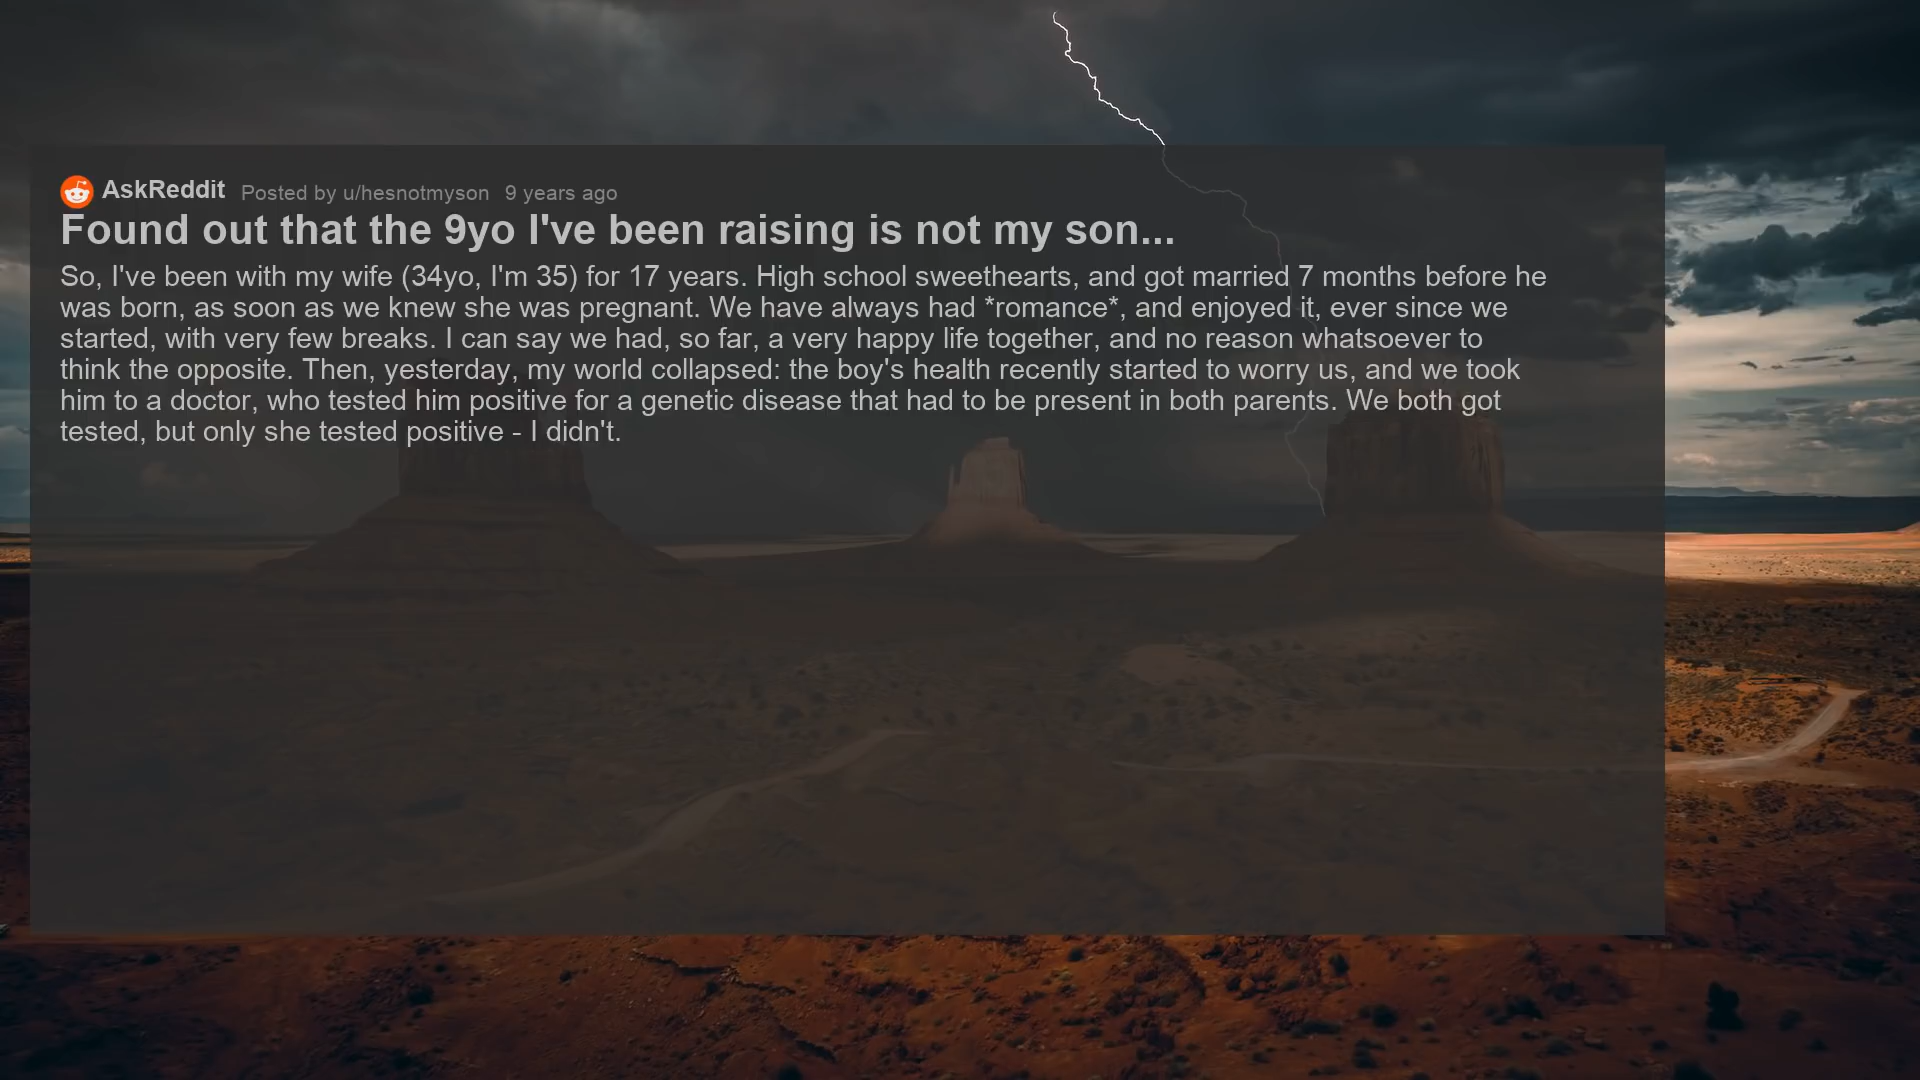 AskReddit Posted by u/hesnotmyson 9 years ago
Found out that the 9yo I've been raising is not my son...
So, I've been with my wife (34yo, I'm 35) for 17 years. High school sweethearts, and got married 7 months before he
was born, as soon as we knew she was pregnant. We have always had *romance*, and enjoyed it, ever since we
started, with very few breaks. I can say we had, so far, a very happy life together, and no reason whatsoever to
think the opposite. Then, yesterday, my world collapsed: the boy's health recently started to worry us, and we took
him to a doctor, who tested him positive for a genetic disease that had to be present in both parents. We both got
tested, but only she tested positive - I didn't.